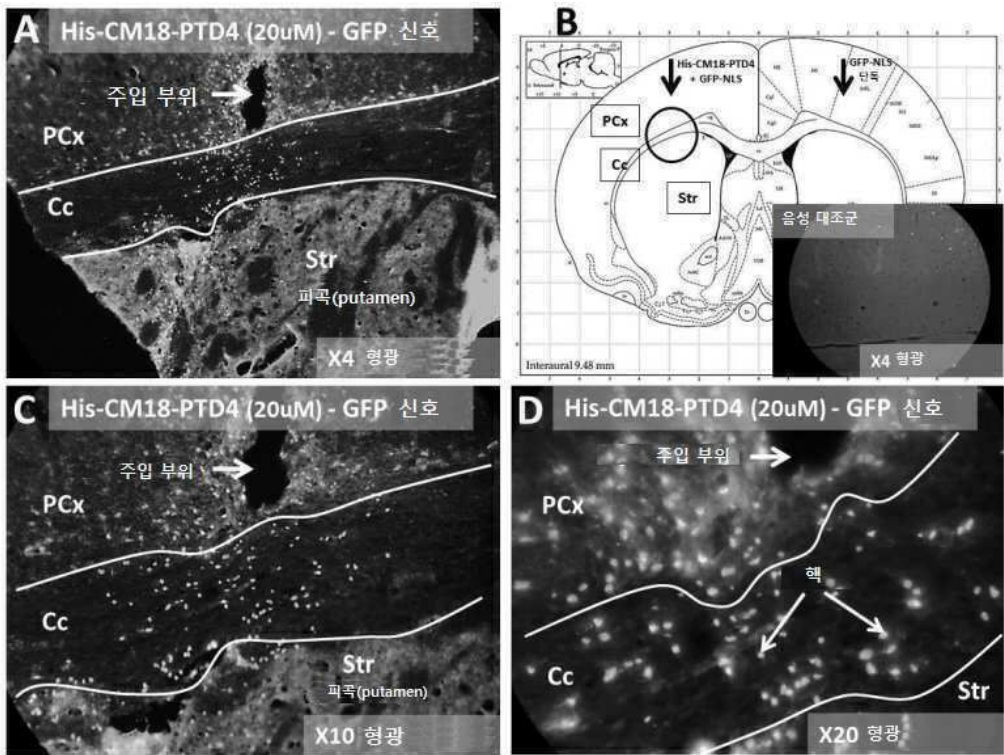 A
His-CM18-PTD4 (20uM) - GFP 신호
주입 부위
PCx
Cc
Str
피곡(putamen)
X4 형광
B
His-CM18-PTD4
+ GFP-NLS
GFP-NLS
단독
PCx
Cc
Str
음성 대조군
X4 형광
Interaural 9.48 mm
C
His-CM18-PTD4 (20uM) - GFP 신호
주입 부위
PCx
Cc
Str
피곡(putamen)
X10 형광
D
His-CM18-PTD4 (20uM) - GFP 신호
주입 부위
PCx
핵
Cc
Str
X20 형광